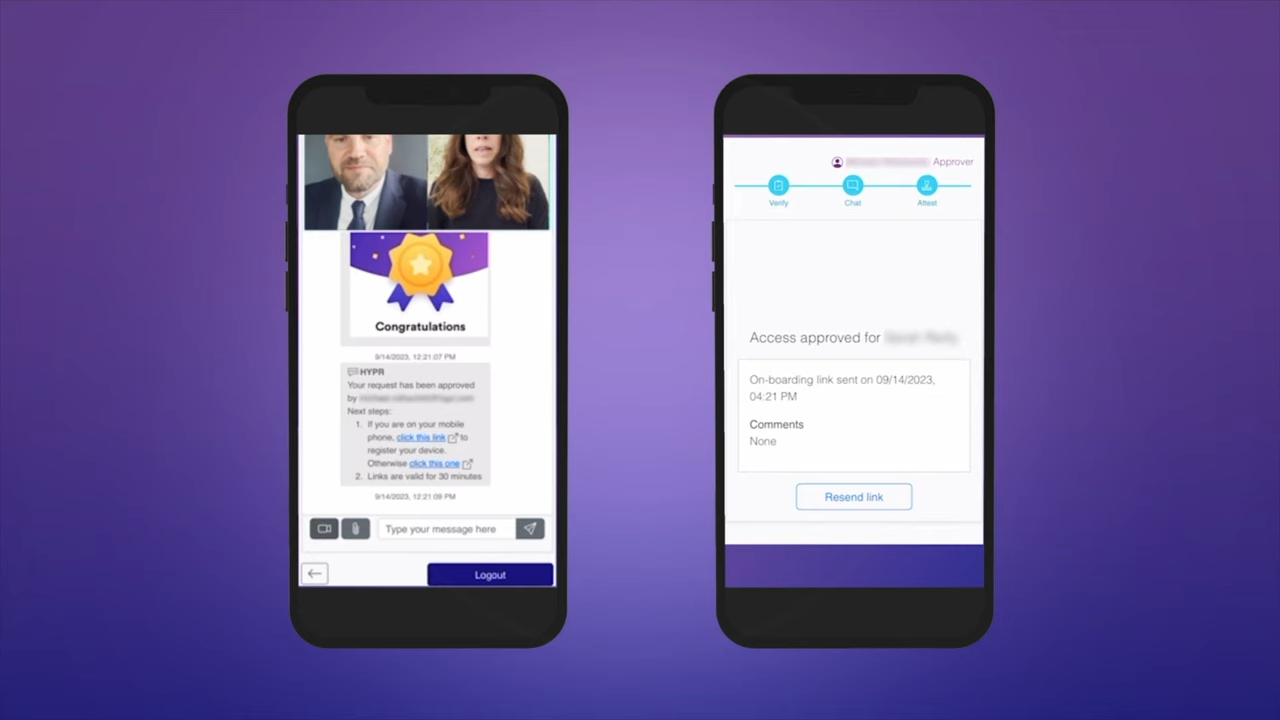 Congratulations
9/14/2023, 12:21:07 PM
HYPR
Your request has been approved
by
Next steps:
1. If you are on your mobile
phone, click this link to
register your device.
Otherwise click this one
2. Links are valid for 30 minutes
9/14/2023, 12:21:09 PM
Type your message here
Logout
Approver
Verify
Chat
Attest
Access approved for
On-boarding link sent on 09/14/2023,
04:21 PM
Comments
None
Resend link